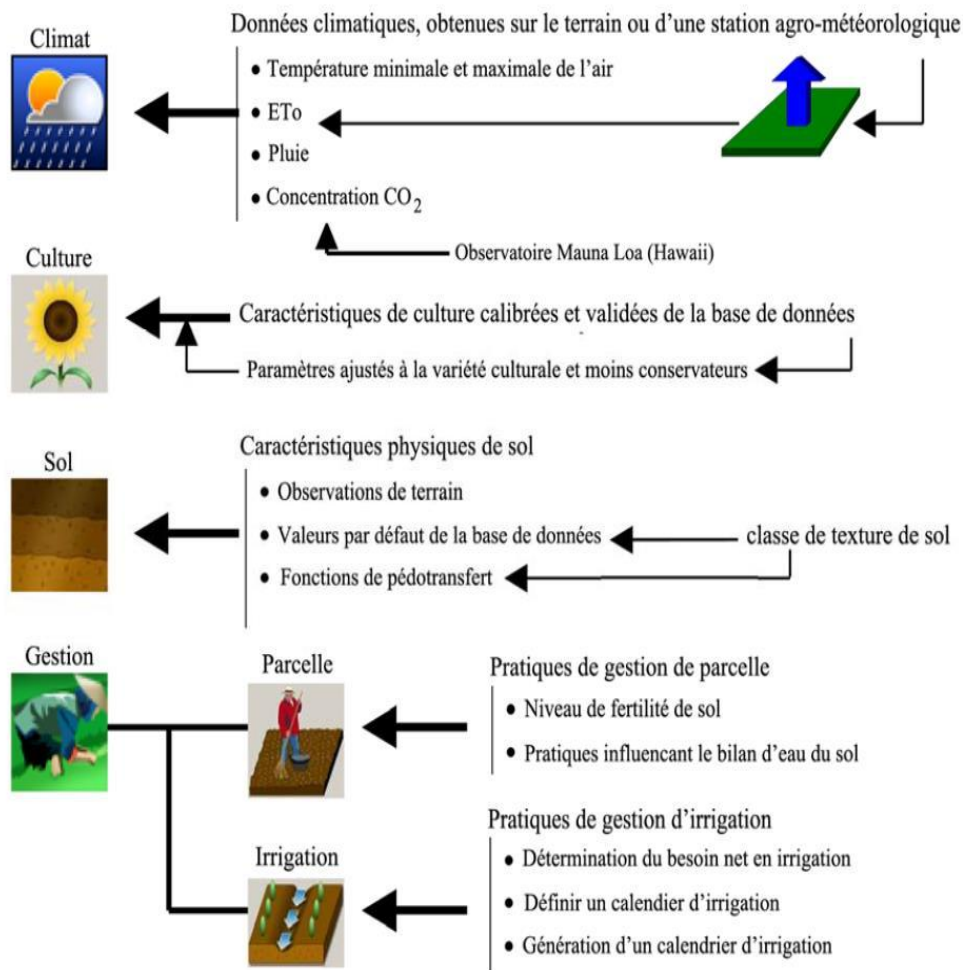 Climat
Données climatiques, obtenues sur le terrain ou d’une station agro-météorologique
• Température minimale et maximale de l’air
• ETo
• Pluie
• Concentration CO2
Observatoire Mauna Loa (Hawaii)
Culture
Caractéristiques de culture calibrées et validées de la base de données
Paramètres ajustés à la variété culturale et moins conservateurs
Sol
Caractéristiques physiques de sol
• Observations de terrain
• Valeurs par défaut de la base de données
classe de texture de sol
• Fonctions de pédotransfert
Gestion
Parcelle
Pratiques de gestion de parcelle
• Niveau de fertilité de sol
• Pratiques influencant le bilan d’eau du sol
Irrigation
Pratiques de gestion d’irrigation
• Détermination du besoin net en irrigation
• Définir un calendier d’irrigation
• Génération d’un calendrier d’irrigation